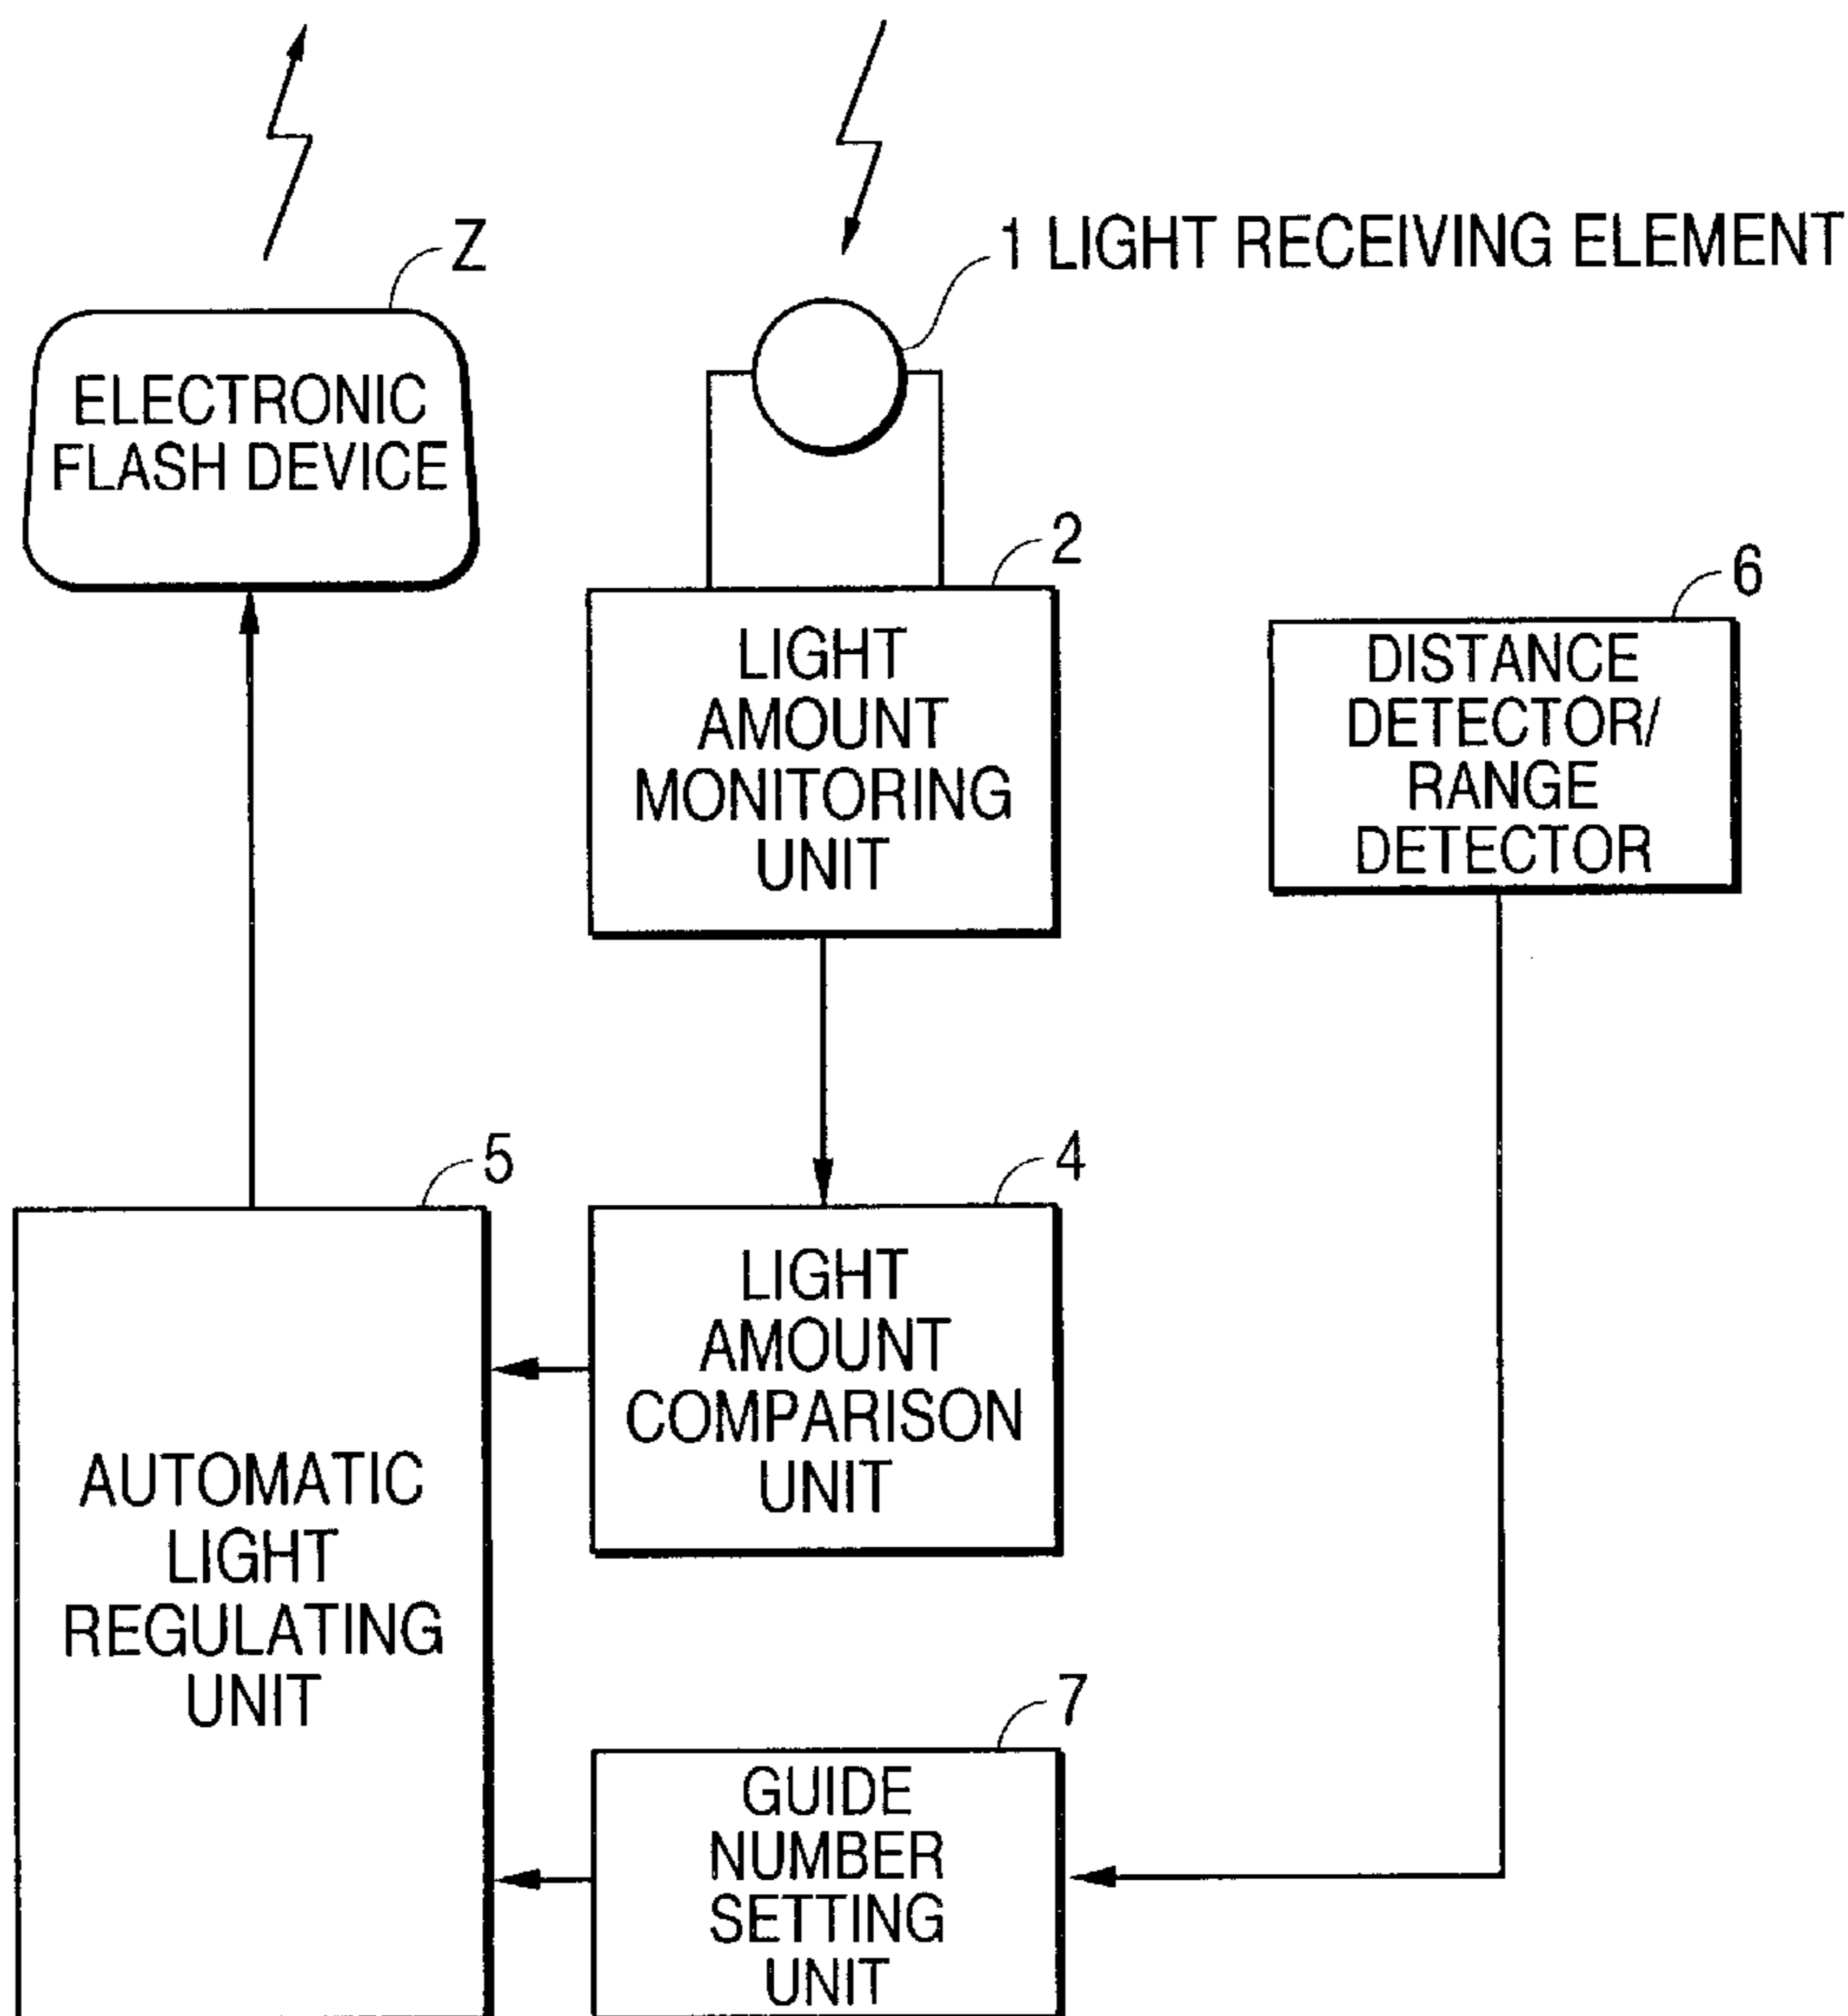 Z
1 LIGHT RECEIVING ELEMENT
ELECTRONIC
FLASH DEVICE
2
LIGHT
AMOUNT
MONITORING
UNIT
6
DISTANCE
DETECTOR/
RANGE
DETECTOR
5
AUTOMATIC
LIGHT
REGULATING
UNIT
4
LIGHT
AMOUNT
COMPARISON
UNIT
7
GUIDE
NUMBER
SETTING
UNIT